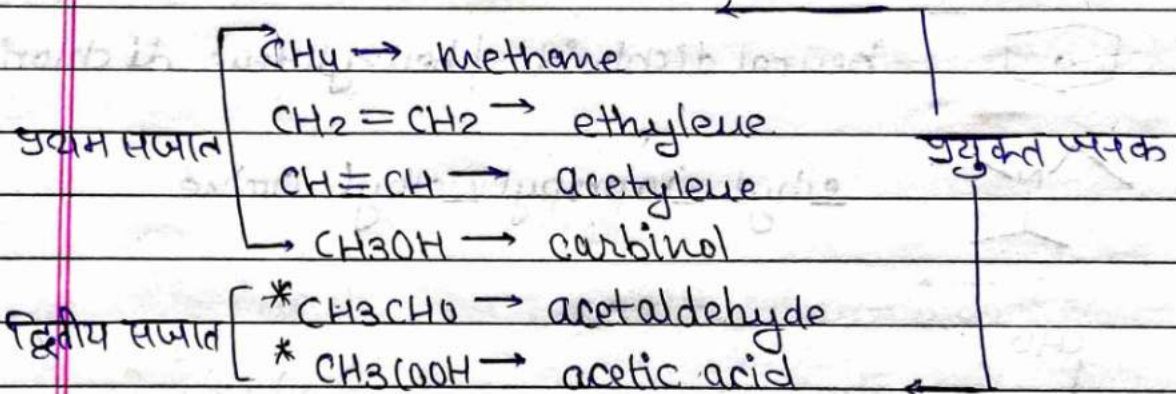 CH4 → methane
CH2 = CH2 → ethylene
प्रथम सजात
प्रयुक्त जनक
CH ≡ CH → acetylene
CH3OH → carbinol
* CH3CHO → acetaldehyde
द्वितीय सजात
* CH3COOH → acetic acid